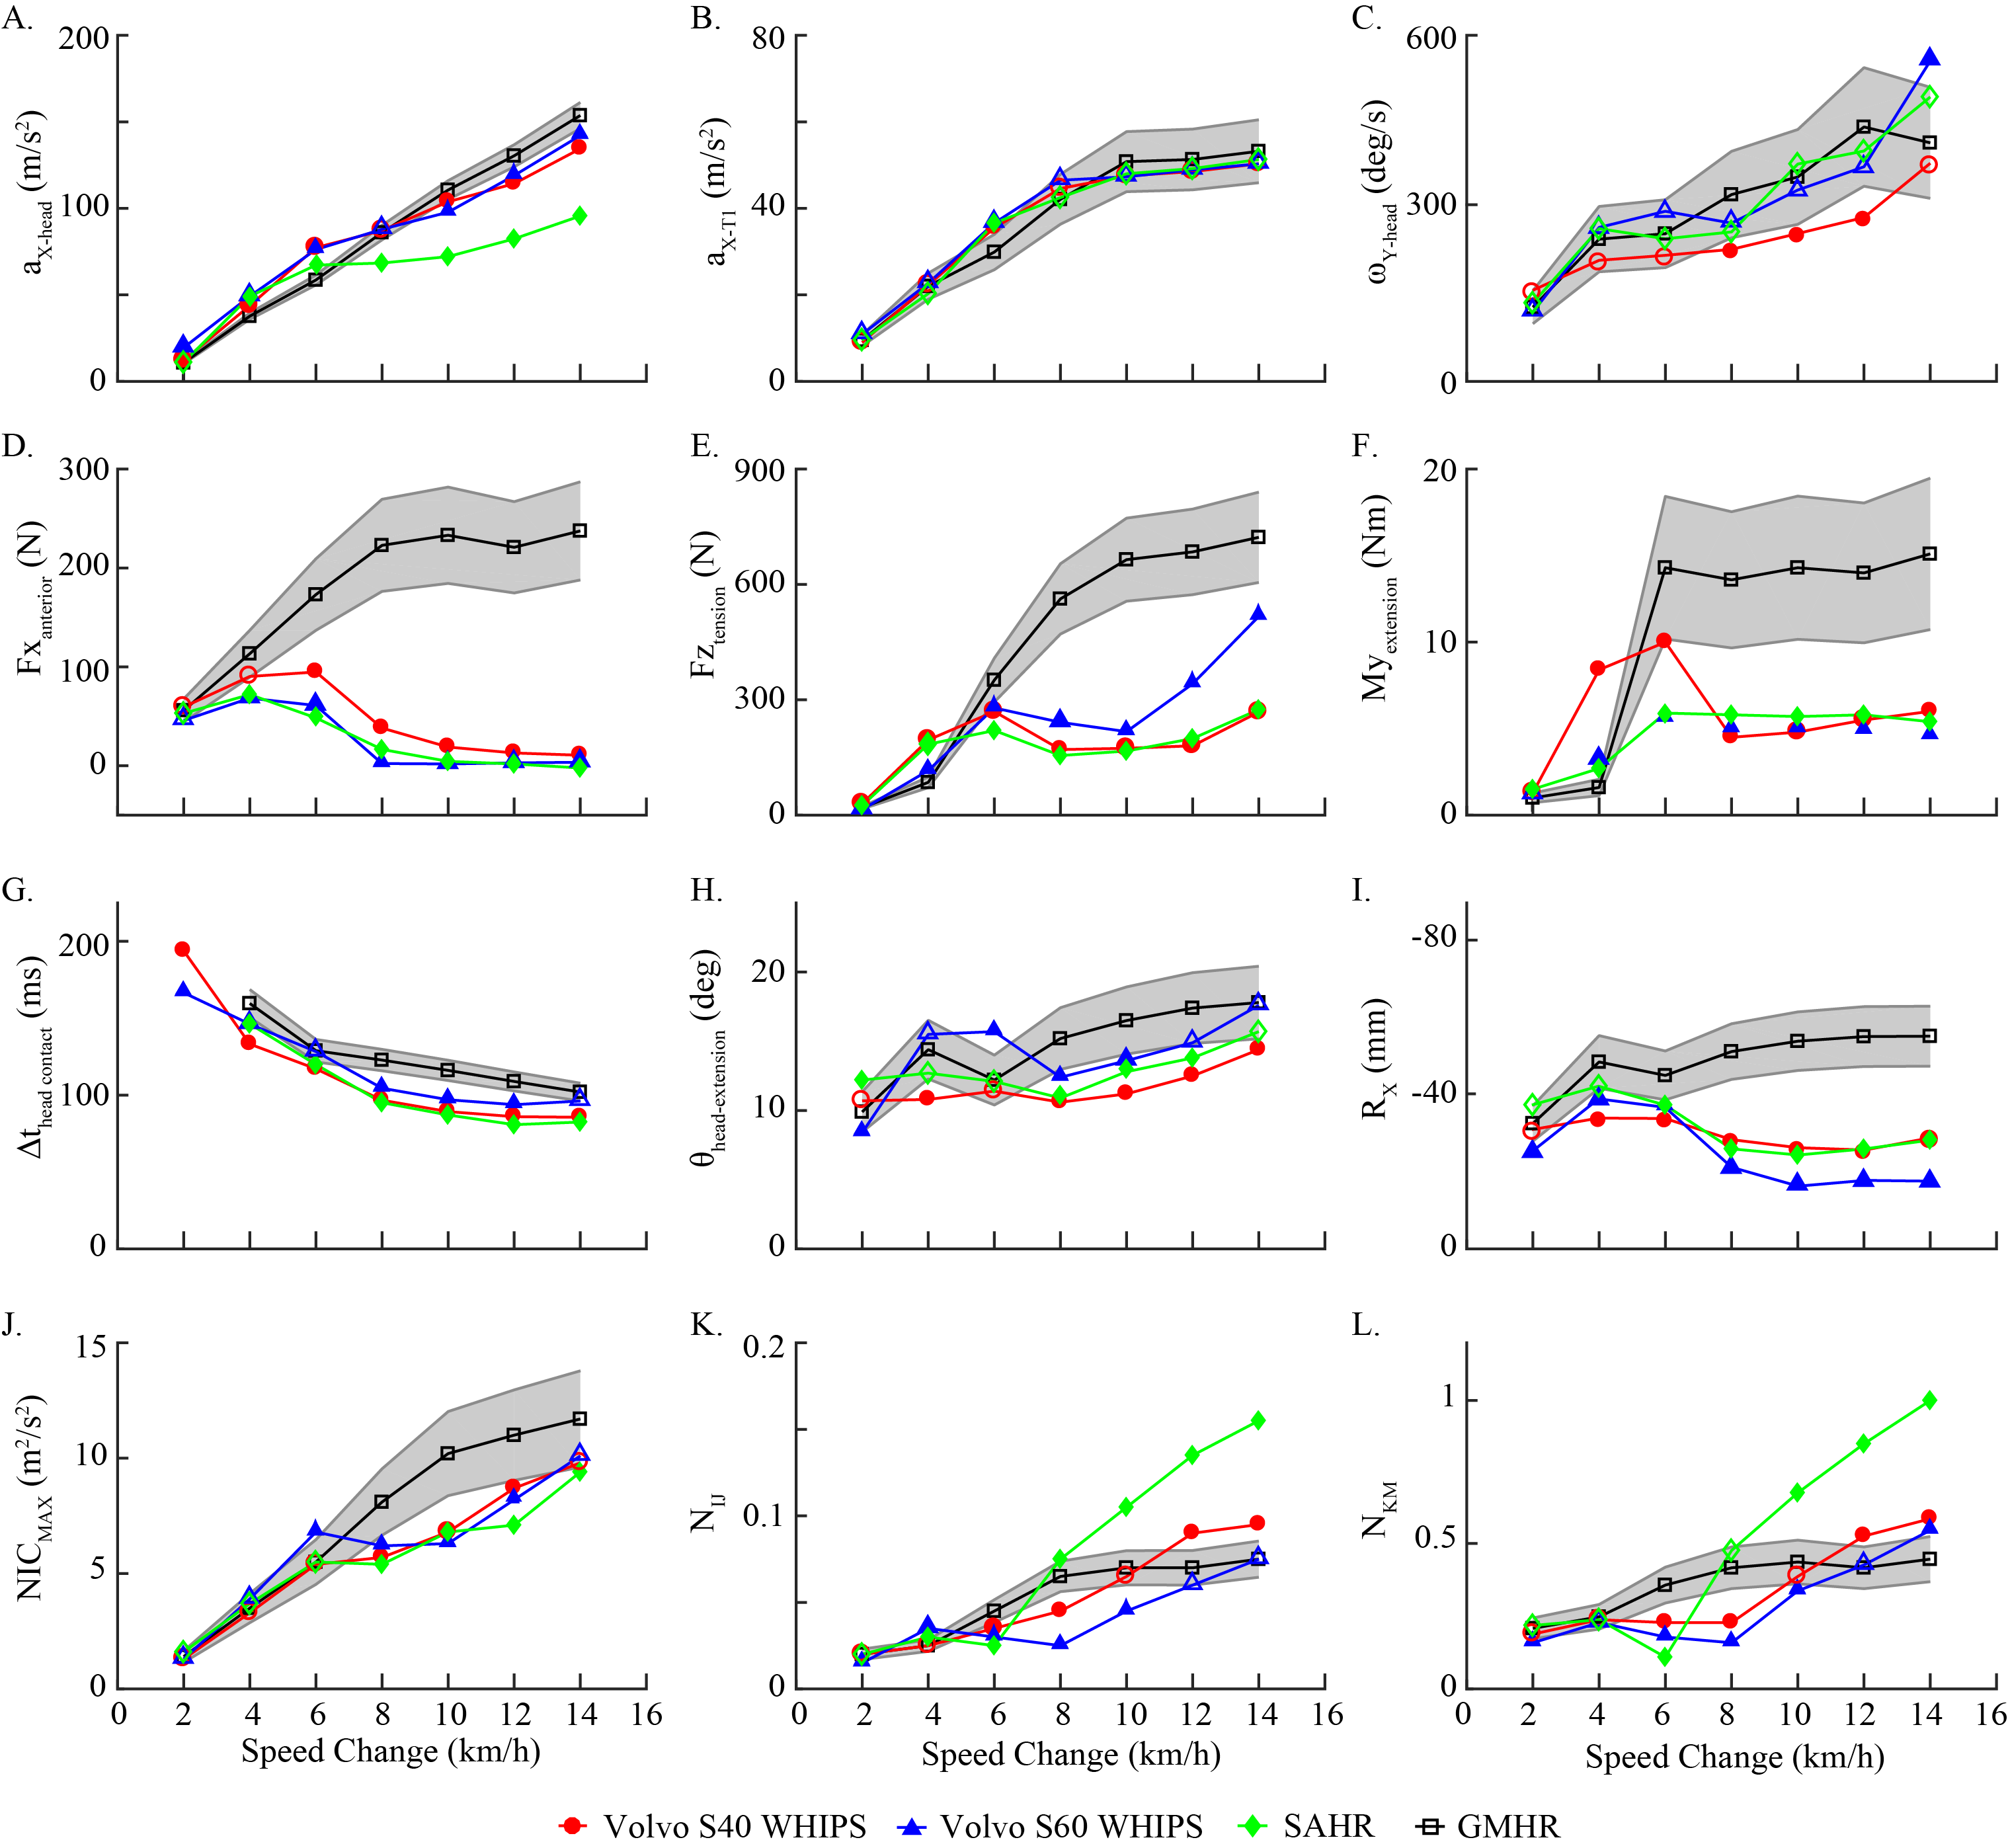 A.
200
100
0
aX-head (m/s2)
B.
80
40
0
aX-T1 (m/s2)
C.
600
300
0
ωY-head (deg/s)
D.
300
200
100
0
Fxanterior (N)
E.
900
600
300
0
Fztension (N)
F.
20
10
0
Myextension (Nm)
G.
200
100
0
Δthead contact (ms)
H.
20
10
0
θhead-extension (deg)
I.
-80
-40
0
RX (mm)
J.
15
10
5
0
NICMAX (m2/s2)
0 2 4 6 8 10 12 14 16
Speed Change (km/h)
K.
0.2
0.1
0
NIJ
0 2 4 6 8 10 12 14 16
Speed Change (km/h)
L.
1
0.5
0
NKM
0 2 4 6 8 10 12 14 16
Speed Change (km/h)
Volvo S40 WHIPS Volvo S60 WHIPS SAHR GMHR